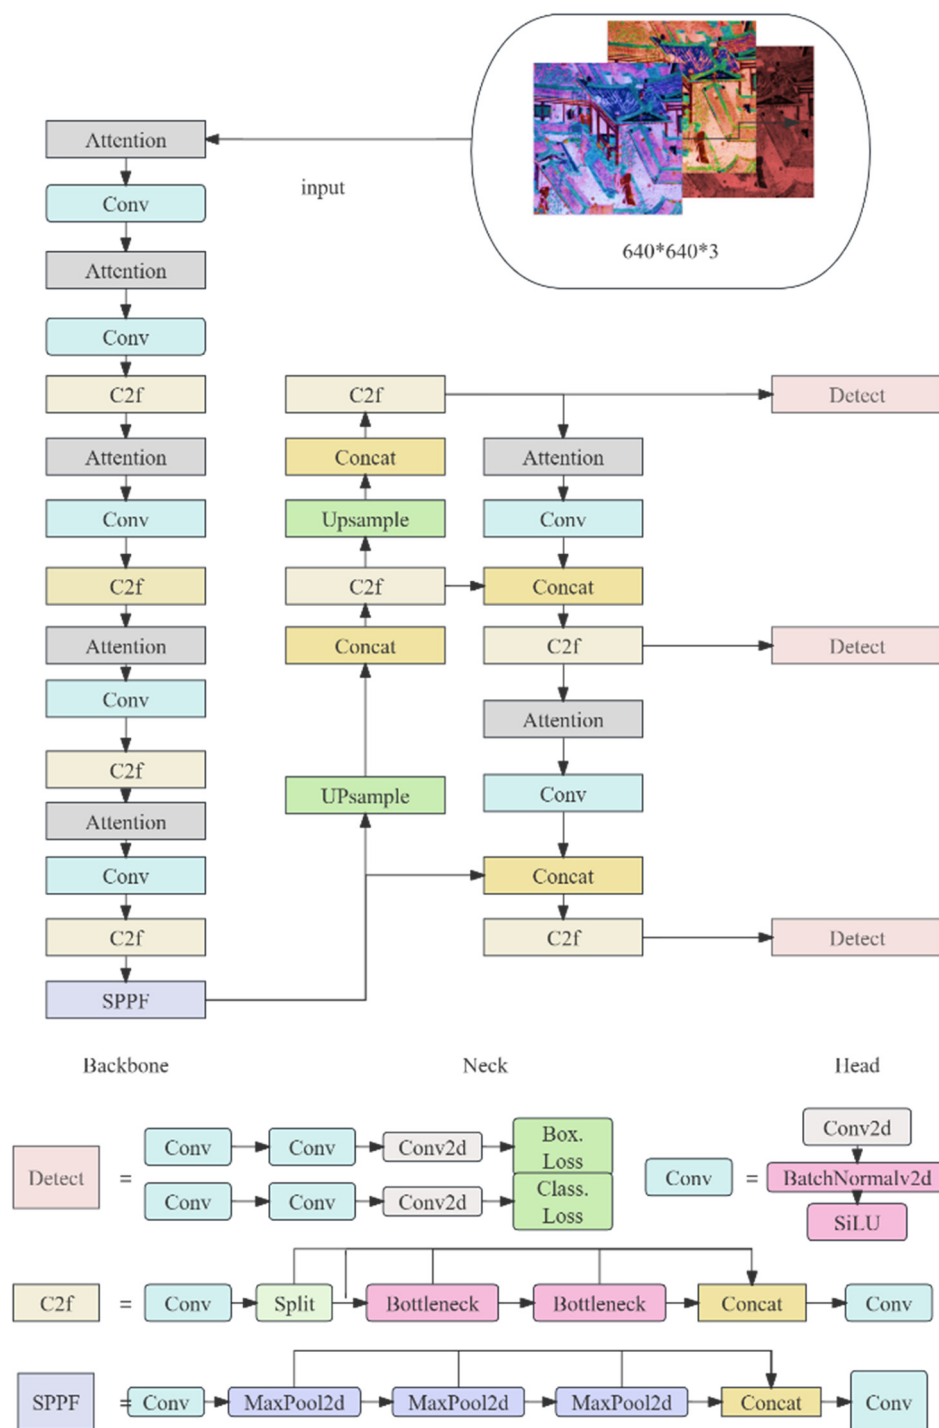 640*640*3
input
Attention
Conv
Attention
Conv
C2f
Attention
Conv
C2f
Attention
Conv
C2f
Attention
Conv
C2f
SPPF
C2f
Concat
Upsample
C2f
Concat
UPsample
Attention
Conv
Concat
C2f
Attention
Conv
Concat
C2f
Detect
Detect
Detect
Backbone
Neck
Head
Detect
=
Conv
Conv
Conv2d
Box.
Loss
Conv
Conv
Conv2d
Class.
Loss
Conv
=
Conv2d
BatchNormalv2d
SiLU
C2f
=
Conv
Split
Bottleneck
Bottleneck
Concat
Conv
SPPF
=
Conv
MaxPool2d
MaxPool2d
MaxPool2d
Concat
Conv